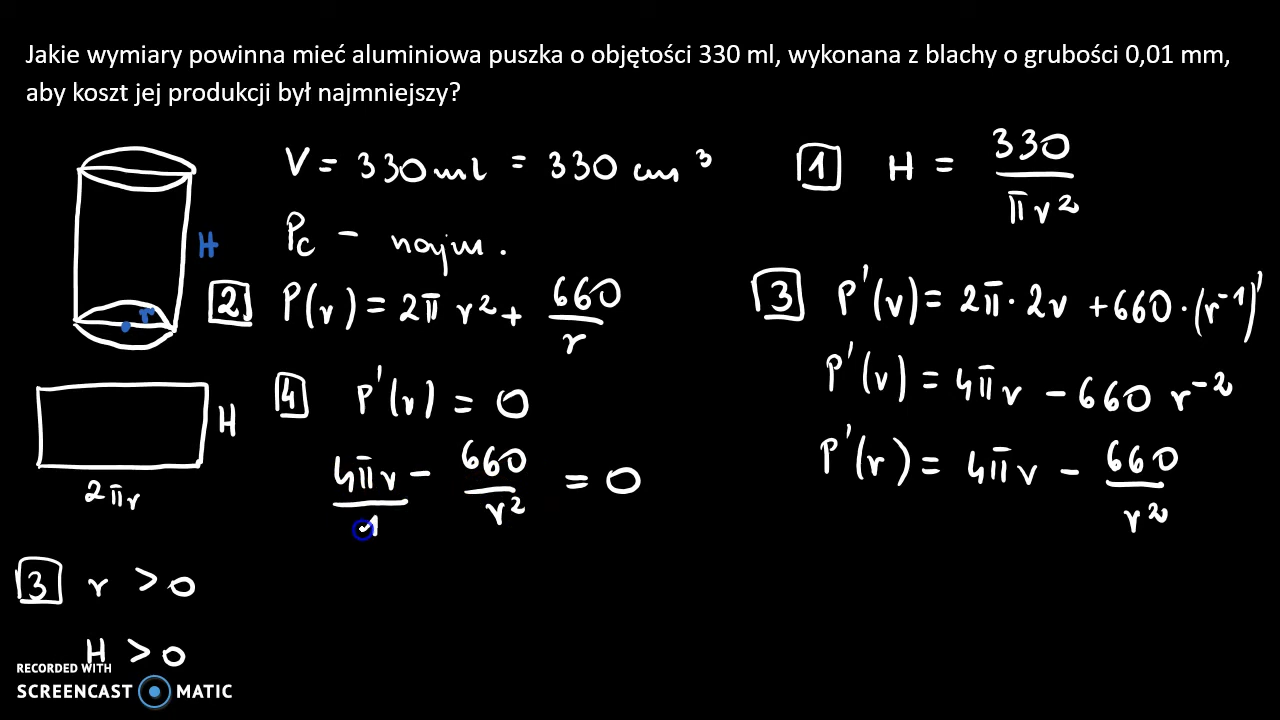 Jakie wymiary powinna mieć aluminiowa puszka o objętości 330 ml, wykonana z blachy o grubości 0,01 mm,
aby koszt jej produkcji był najmniejszy?
V = 330 ml = 330 cm³
1 H = 330/πr²
Pc - najm.
H
r
2 P(r) = 2π r² + 660/r
3 P'(r) = 2π · 2r + 660 · (r⁻¹)'
P'(r) = 4πr - 660 r⁻²
P'(r) = 4πr - 660/r²
4 P'(r) = 0
4πr/1 - 660/r² = 0
H
2πr
3 r > 0
H > 0
RECORDED WITH
SCREENCAST MATIC